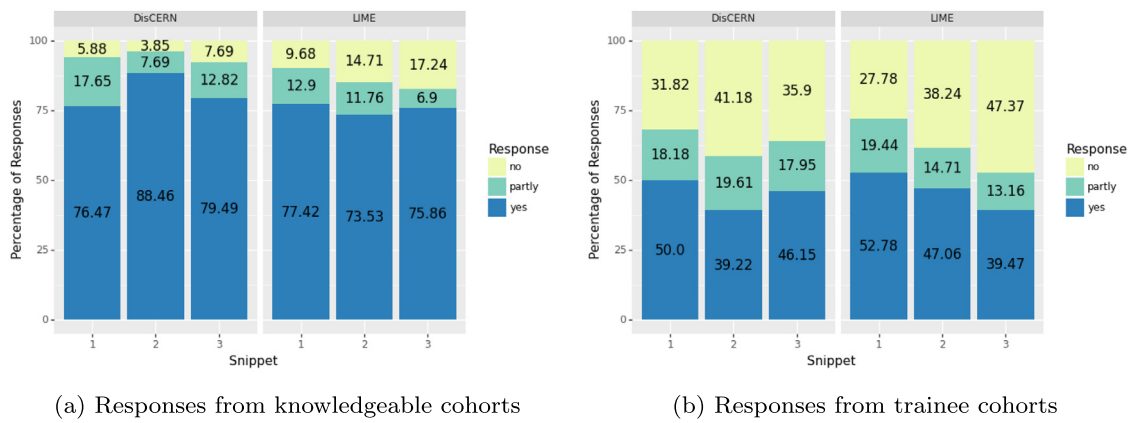 DisCERN LIME
100 5.88 3.85 7.69 9.68 14.71 17.24
17.65 7.69 12.82 12.9 11.76 6.9
75
Response
no
partly
yes
50
76.47 88.46 79.49 77.42 73.53 75.86
25
0
1 2 3 1 2 3
Snippet
Percentage of Responses
(a) Responses from knowledgeable cohorts
DisCERN LIME
100
31.82 41.18 35.9 27.78 38.24 47.37
75
18.18 19.61 17.95 19.44 14.71 13.16
Response
no
partly
yes
50
50.0 39.22 46.15 52.78 47.06 39.47
25
0
1 2 3 1 2 3
Snippet
Percentage of Responses
(b) Responses from trainee cohorts